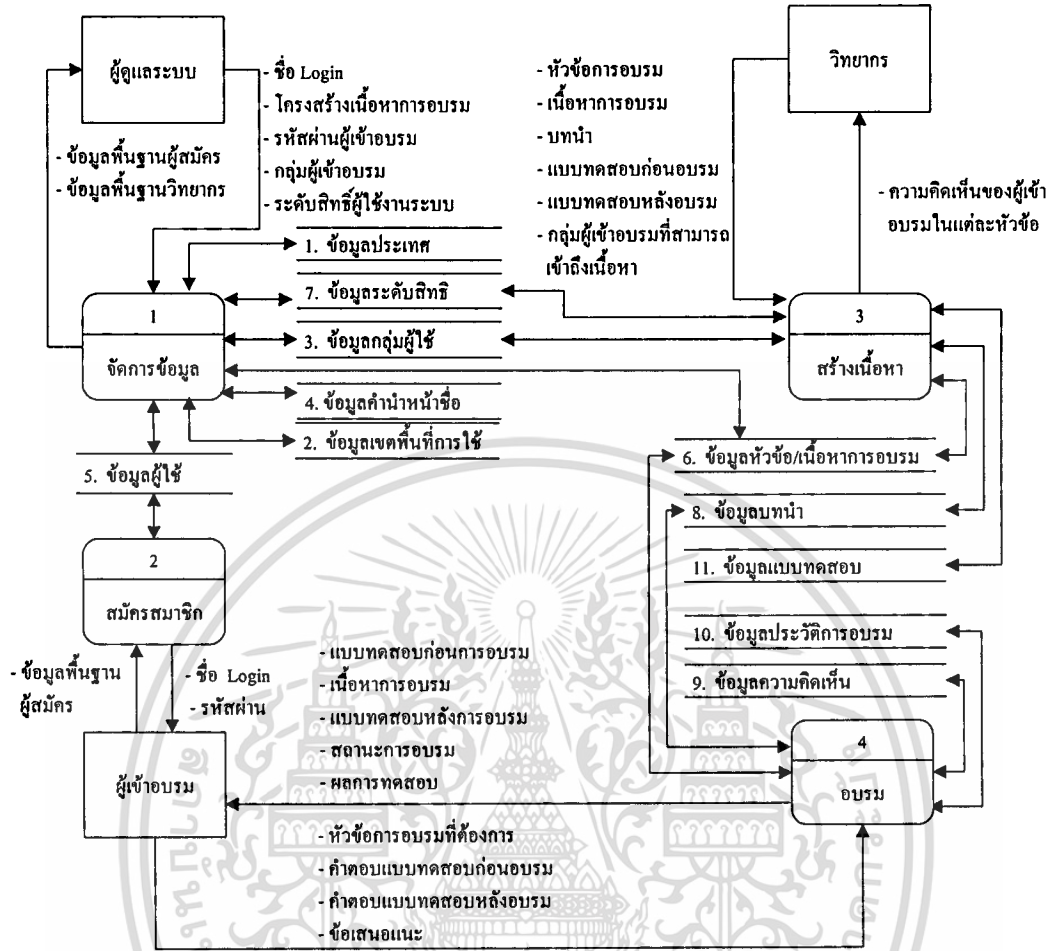 ผู้ดูแลระบบ
- ชื่อ Login
- โครงสร้างเนื้อหาการอบรม
- รหัสผ่านผู้เข้าอบรม
- กลุ่มผู้เข้าอบรม
- ระดับสิทธิ์ผู้ใช้งานระบบ
- ข้อมูลพื้นฐานผู้สมัคร
- ข้อมูลพื้นฐานวิทยากร
- หัวข้อการอบรม
- เนื้อหาการอบรม
- บทนำ
- แบบทดสอบก่อนอบรม
- แบบทดสอบหลังอบรม
- กลุ่มผู้เข้าอบรมที่สามารถ
เข้าถึงเนื้อหา
วิทยากร
- ความคิดเห็นของผู้เข้า
อบรมในแต่ละหัวข้อ
1. ข้อมูลประเทศ
7. ข้อมูลระดับสิทธิ
3. ข้อมูลกลุ่มผู้ใช้
4. ข้อมูลคำนำหน้าชื่อ
2. ข้อมูลเขตพื้นที่การใช้
1
จัดการข้อมูล
3
สร้างเนื้อหา
5. ข้อมูลผู้ใช้
6. ข้อมูลหัวข้อ/เนื้อหาการอบรม
8. ข้อมูลบทนำ
11. ข้อมูลแบบทดสอบ
10. ข้อมูลประวัติการอบรม
9. ข้อมูลความคิดเห็น
2
สมัครสมาชิก
- ข้อมูลพื้นฐาน
ผู้สมัคร
- ชื่อ Login
- รหัสผ่าน
- แบบทดสอบก่อนการอบรม
- เนื้อหาการอบรม
- แบบทดสอบหลังการอบรม
- สถานะการอบรม
- ผลการทดสอบ
4
อบรม
ผู้เข้าอบรม
- หัวข้อการอบรมที่ต้องการ
- คำตอบแบบทดสอบก่อนอบรม
- คำตอบแบบทดสอบหลังอบรม
- ข้อเสนอแนะ